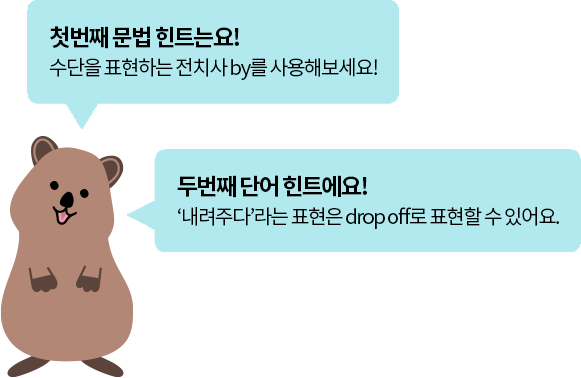 첫번째 문법 힌트는요!
수단을 표현하는 전치사 by를 사용해보세요!
두번째 단어 힌트에요!
‘내려주다’라는 표현은 drop off로 표현할 수 있어요.